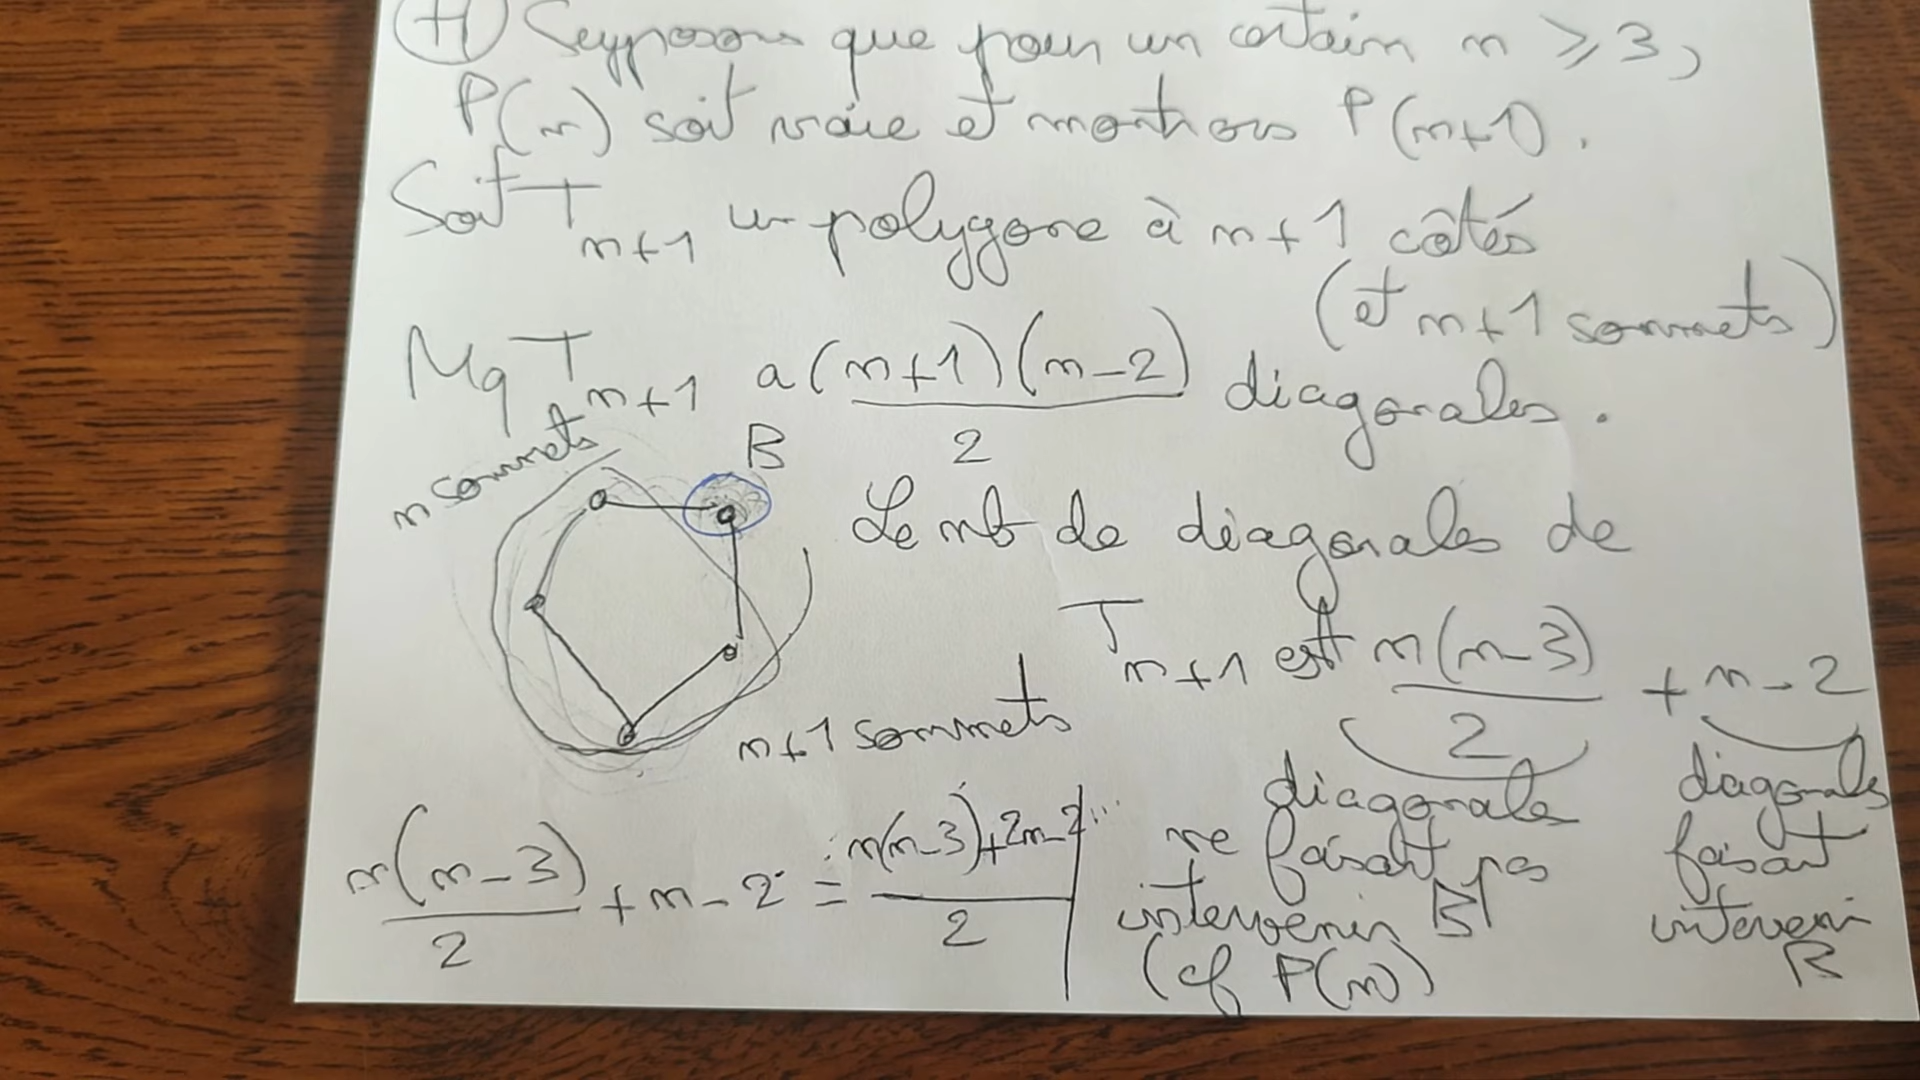 (H) Supposons que pour un certain n ≥ 3,
P(n) soit vraie et montrons P(n+1).
Soit T_{n+1} un polygone à n+1 côtés
(et n+1 sommets)
Mq T_{n+1} a (n+1)(n-2)/2 diagonales.
n sommets
B
Le nb de diagonales de
T_{n+1} est n(n-3)/2 + n-2
n+1 sommets
diagonales
ne faisant pas
intervenir B
(cf P(n))
diagonales
faisant
intervenir
B
n(n-3)/2 + n-2 = (n(n-3)+2n-2)/2